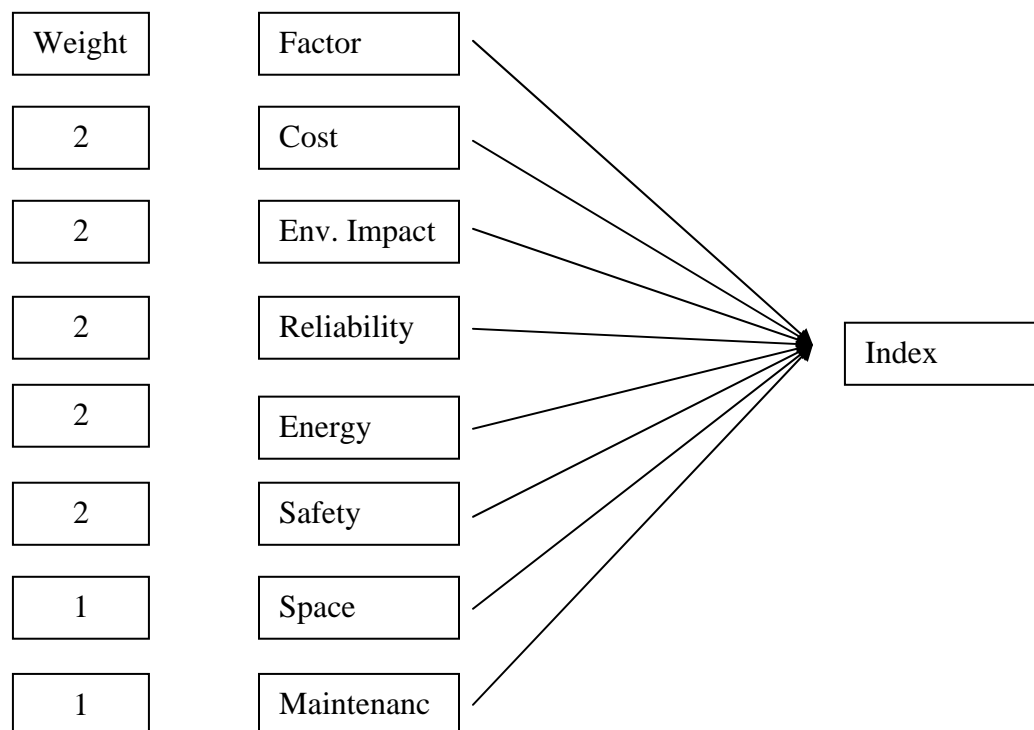 Weight Factor
2 Cost
2 Env. Impact
2 Reliability
2 Energy
2 Safety
1 Space
1 Maintenanc
Index